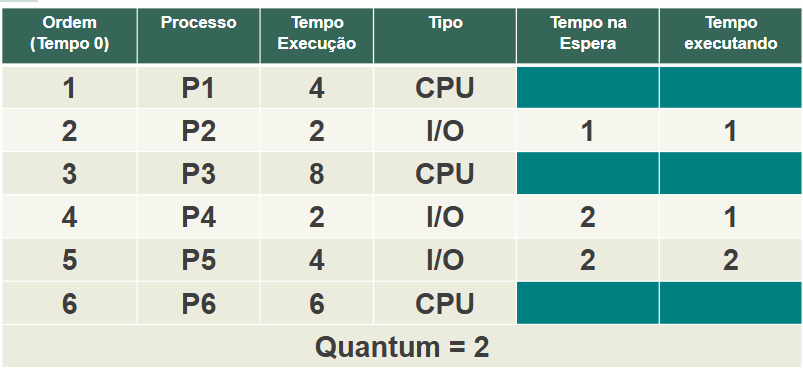 Ordem (Tempo 0) Processo Tempo Execução Tipo Tempo na Espera Tempo executando
1 P1 4 CPU
2 P2 2 I/O 1 1
3 P3 8 CPU
4 P4 2 I/O 2 1
5 P5 4 I/O 2 2
6 P6 6 CPU
Quantum = 2